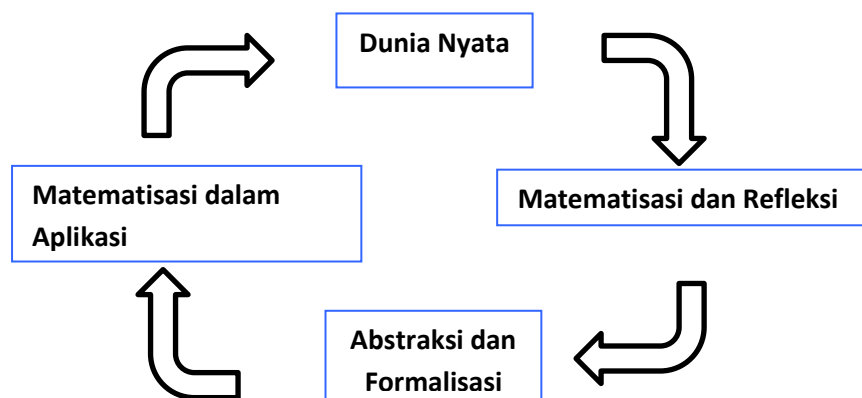 Dunia Nyata
Matematisasi dan Refleksi
Abstraksi dan
Formalisasi
Matematisasi dalam
Aplikasi